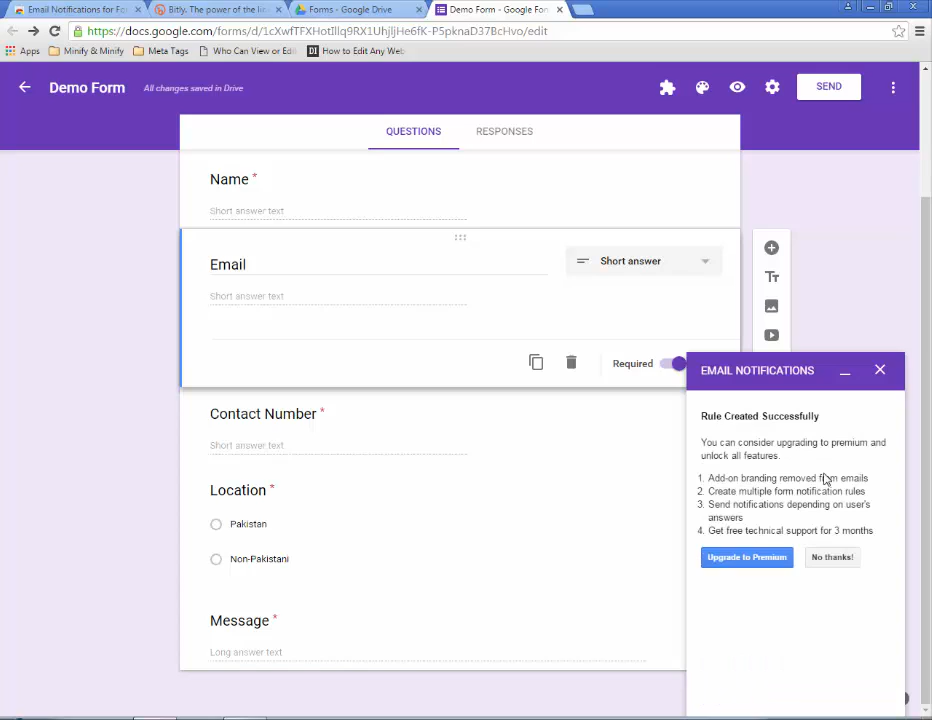 Email Notifications for Fo
Bitly. The power of the lin
Forms - Google Drive
Demo Form - Google Form
https://docs.google.com/forms/d/1cXwfTFXHotIllq9RX1UhjljHe6fK-P5pknaD37BcHvo/edit
Apps
Minify & Minify
Meta Tags
Who Can View or Edi
DI
How to Edit Any Web
Demo Form
All changes saved in Drive
SEND
QUESTIONS
RESPONSES
Name *
Short answer text
Email
Short answer
Short answer text
Required
Contact Number *
Short answer text
Location *
Pakistan
Non-Pakistani
Message *
Long answer text
EMAIL NOTIFICATIONS
Rule Created Successfully
You can consider upgrading to premium and
unlock all features.
1. Add-on branding removed from emails
2. Create multiple form notification rules
3. Send notifications depending on user's
answers
4. Get free technical support for 3 months
Upgrade to Premium
No thanks!